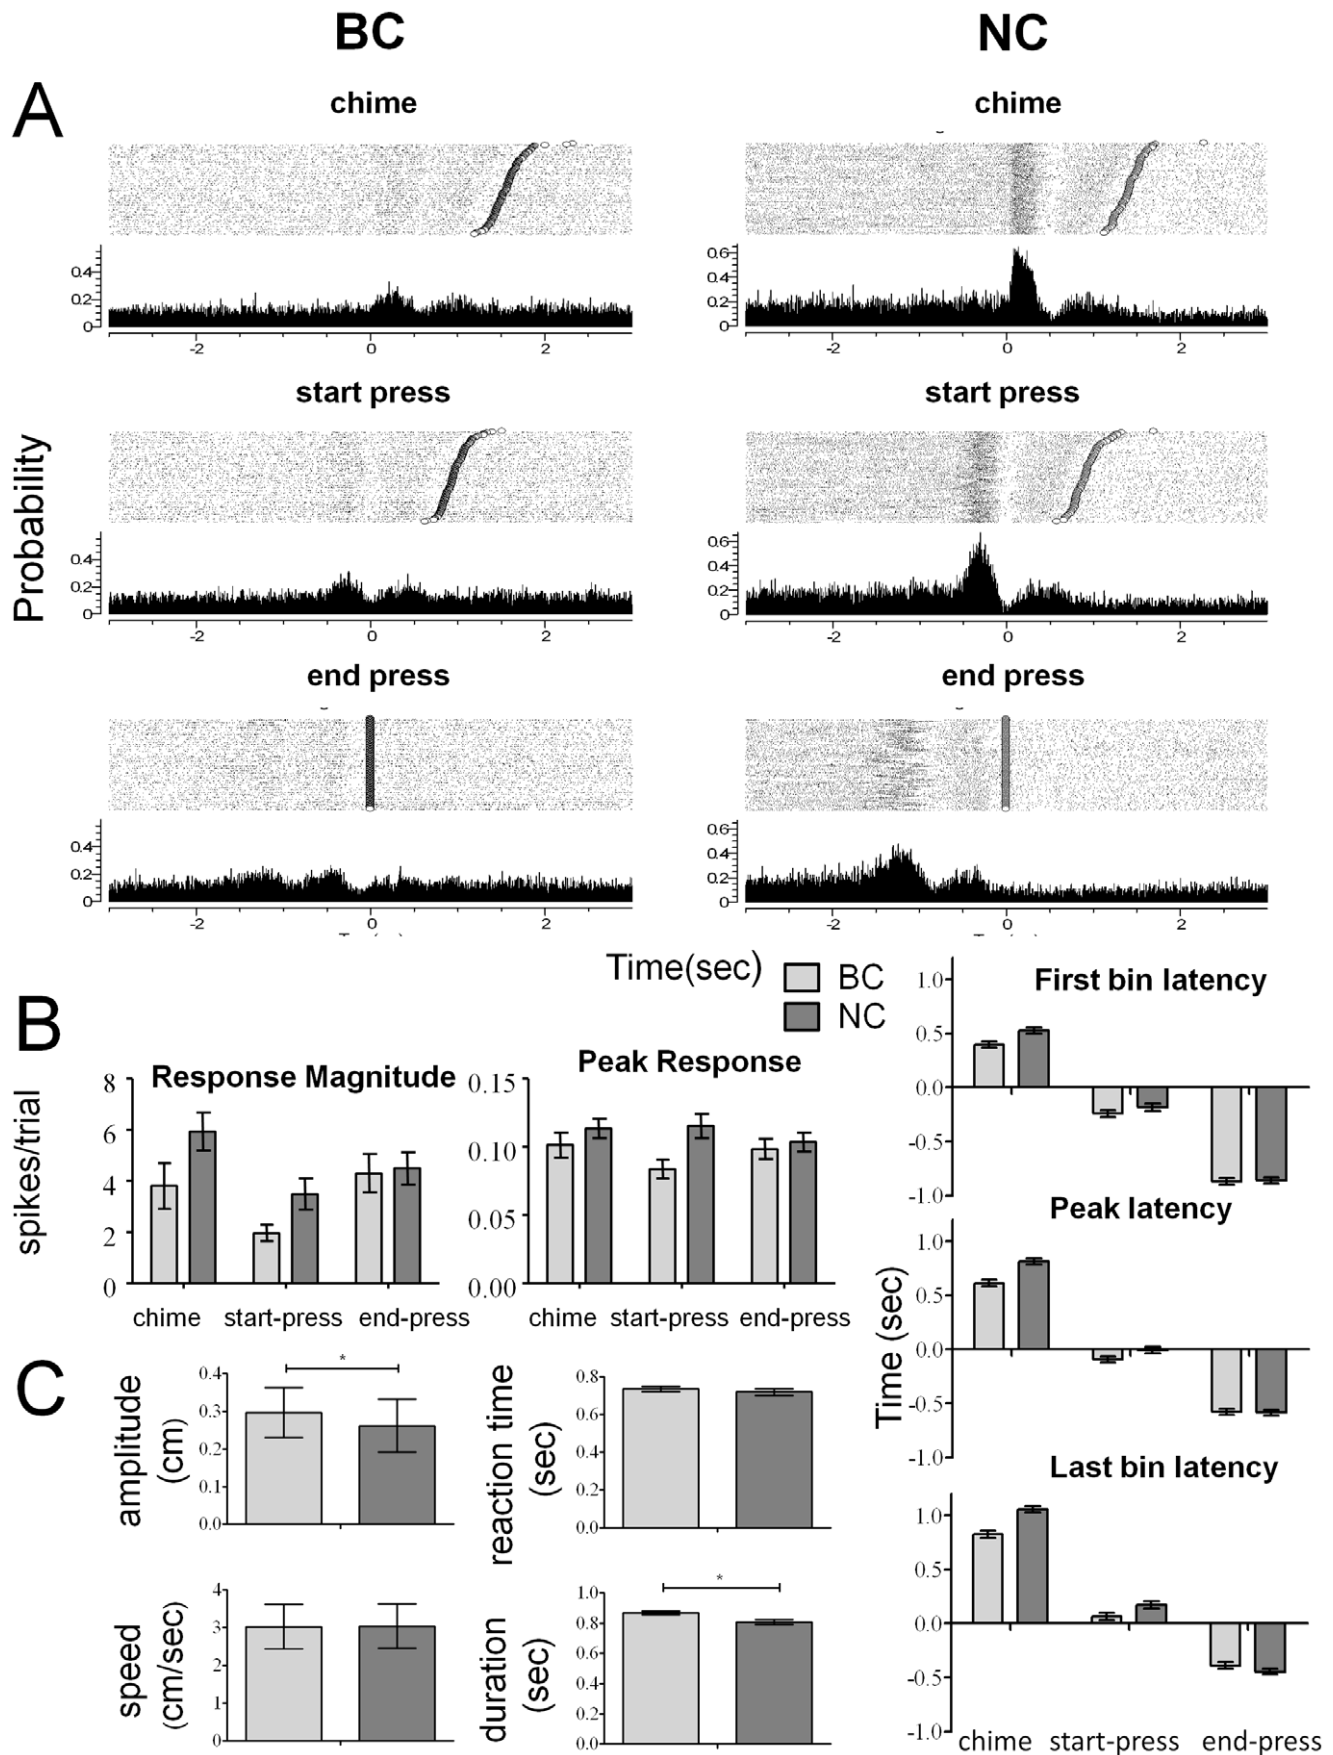 BC NC
A
chime chime
0.4 0.6
0.2 0.4
0 0.2
0
-2 0 2 -2 0 2
start press start press
Probability
0.4 0.6
0.2 0.4
0 0.2
0
-2 0 2 -2 0 2
end press end press
0.4 0.6
0.2 0.4
0 0.2
0
-2 0 2 -2 0 2
Time(sec)
BC
NC
B
Response Magnitude
spikes/trial
8
6
4
2
0
chime start-press end-press
Peak Response
0.15
0.10
0.05
0.00
chime start-press end-press
First bin latency
1.0
0.5
0.0
-0.5
-1.0
Peak latency
Time (sec)
1.0
0.5
0.0
-0.5
-1.0
Last bin latency
1.0
0.5
0.0
-0.5
-1.0
chime start-press end-press
C
amplitude
(cm)
0.4
0.3
0.2
0.1
0.0
*
reaction time
(sec)
0.8
0.6
0.4
0.2
0.0
speed
(cm/sec)
4
3
2
1
0
duration
(sec)
1.0
0.8
0.6
0.4
0.2
0.0
*